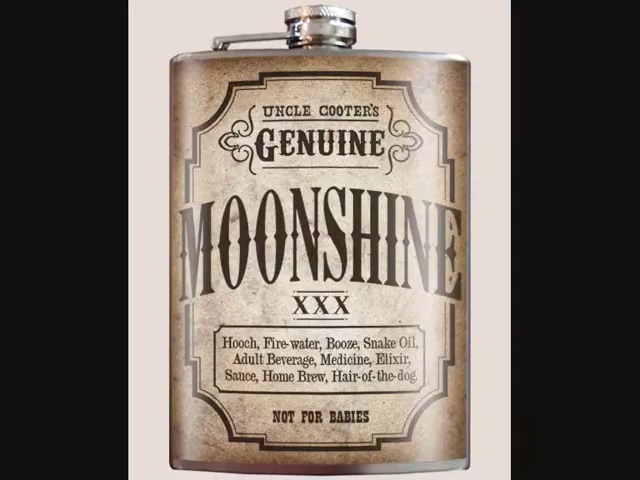 UNCLE COOTER'S
GENUINE
MOONSHINE
XXX
Hooch, Fire-water, Booze, Snake Oil,
Adult Beverage, Medicine, Elixir,
Sauce, Home Brew, Hair-of-the-dog.
NOT FOR BABIES